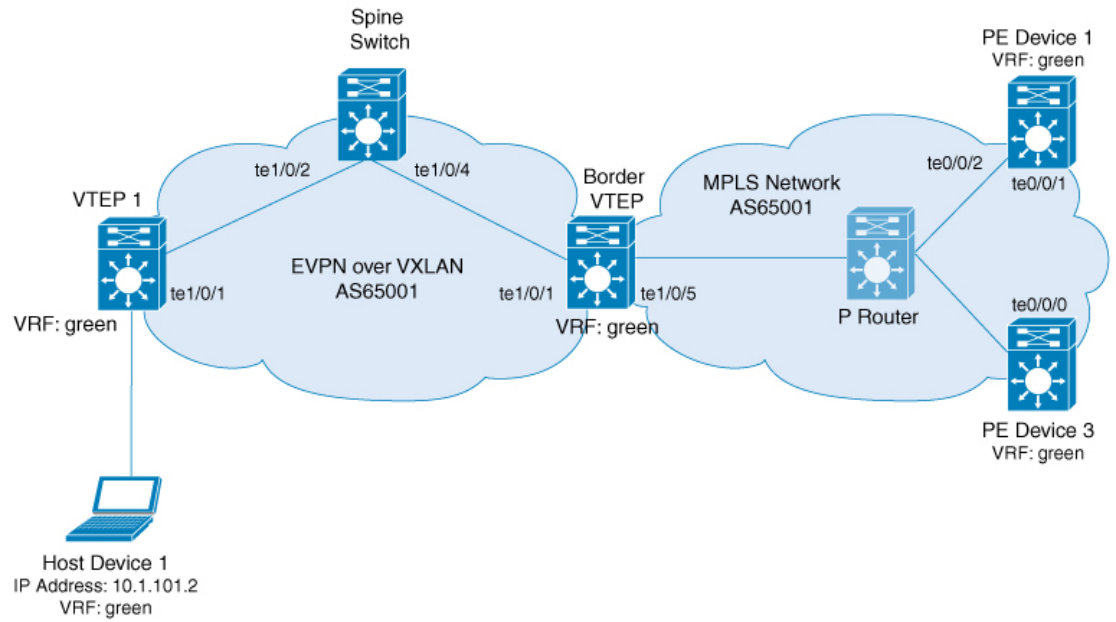 Spine
Switch
PE Device 1
VRF: green
te1/0/2
te1/0/4
Border
VTEP
MPLS Network
AS65001
te0/0/2
te0/0/1
VTEP 1
EVPN over VXLAN
AS65001
te1/0/1
te1/0/1
te1/0/5
VRF: green
VRF: green
P Router
te0/0/0
PE Device 3
VRF: green
Host Device 1
IP Address: 10.1.101.2
VRF: green